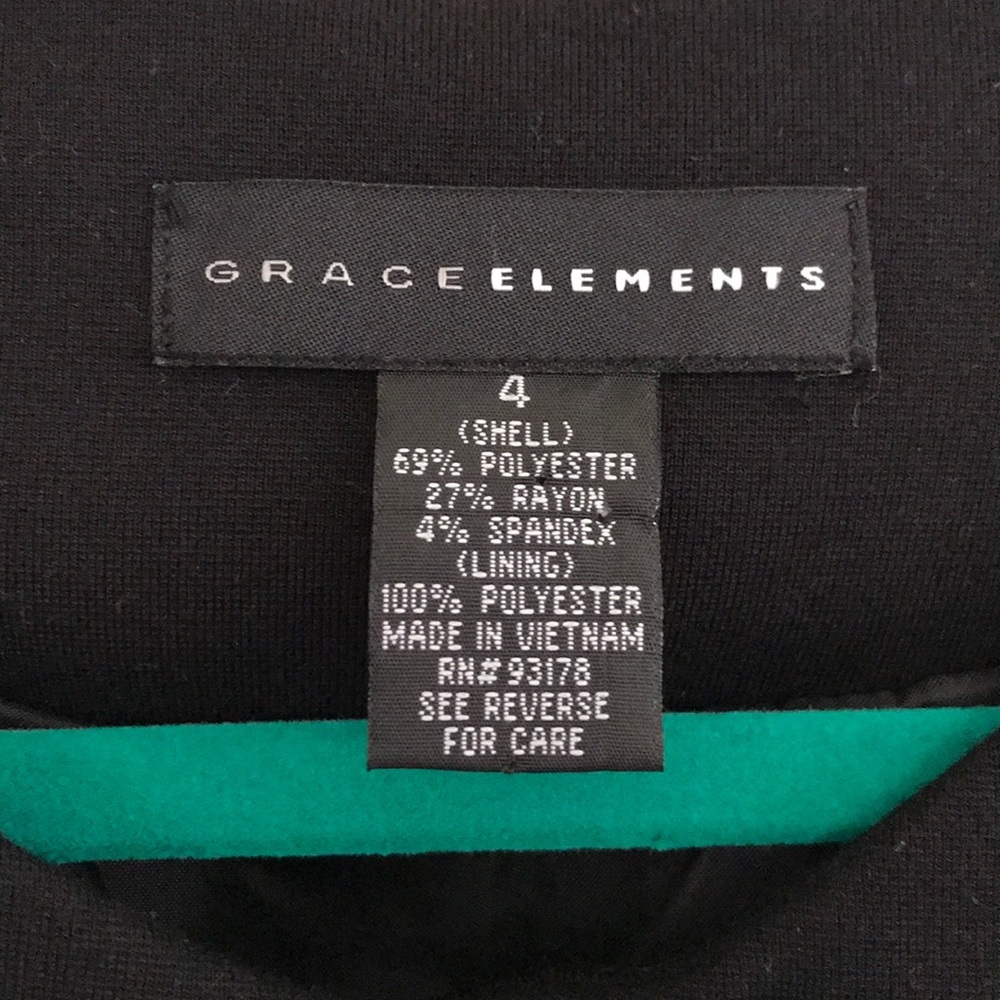 GRACE ELEMENTS
4
(SHELL)
69% POLYESTER
27% RAYON
4% SPANDEX
(LINING)
100% POLYESTER
MADE IN VIETNAM
RN# 93178
SEE REVERSE
FOR CARE